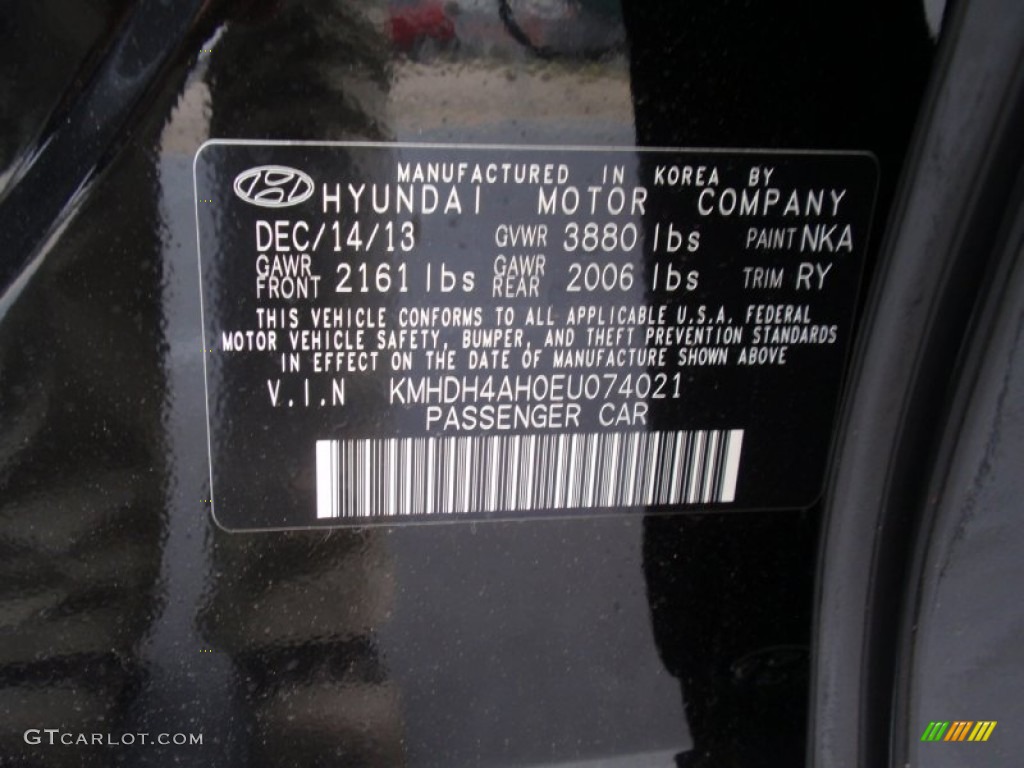 MANUFACTURED IN KOREA BY
HYUNDAI MOTOR COMPANY
DEC/14/13 GVWR 3880 lbs PAINT NKA
GAWR FRONT 2161 lbs GAWR REAR 2006 lbs TRIM RY
THIS VEHICLE CONFORMS TO ALL APPLICABLE U.S.A. FEDERAL
MOTOR VEHICLE SAFETY, BUMPER, AND THEFT PREVENTION STANDARDS
IN EFFECT ON THE DATE OF MANUFACTURE SHOWN ABOVE
V.I.N KMHDH4AH0EU074021
PASSENGER CAR
GTCARLOT.COM